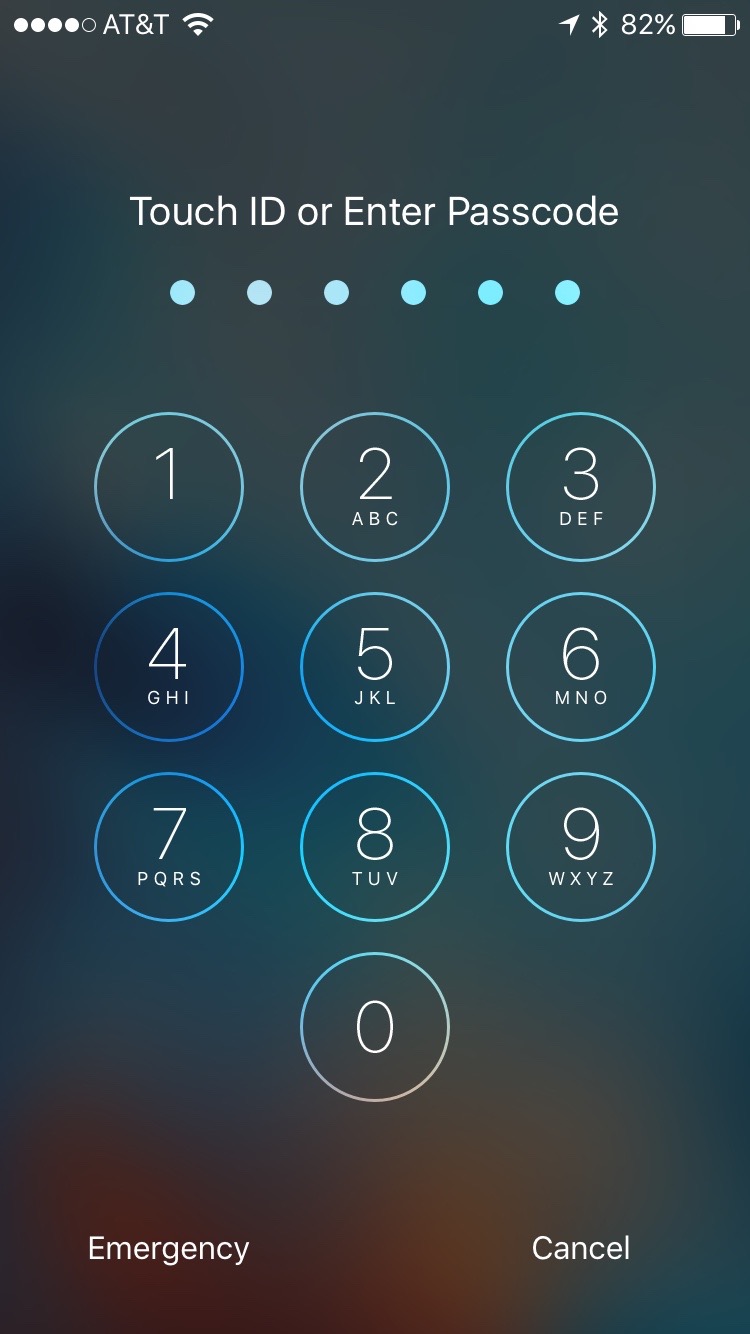 AT&T 82%
Touch ID or Enter Passcode
1 2 3
ABC DEF
4 5 6
GHI JKL MNO
7 8 9
PQRS TUV WXYZ
0
Emergency Cancel